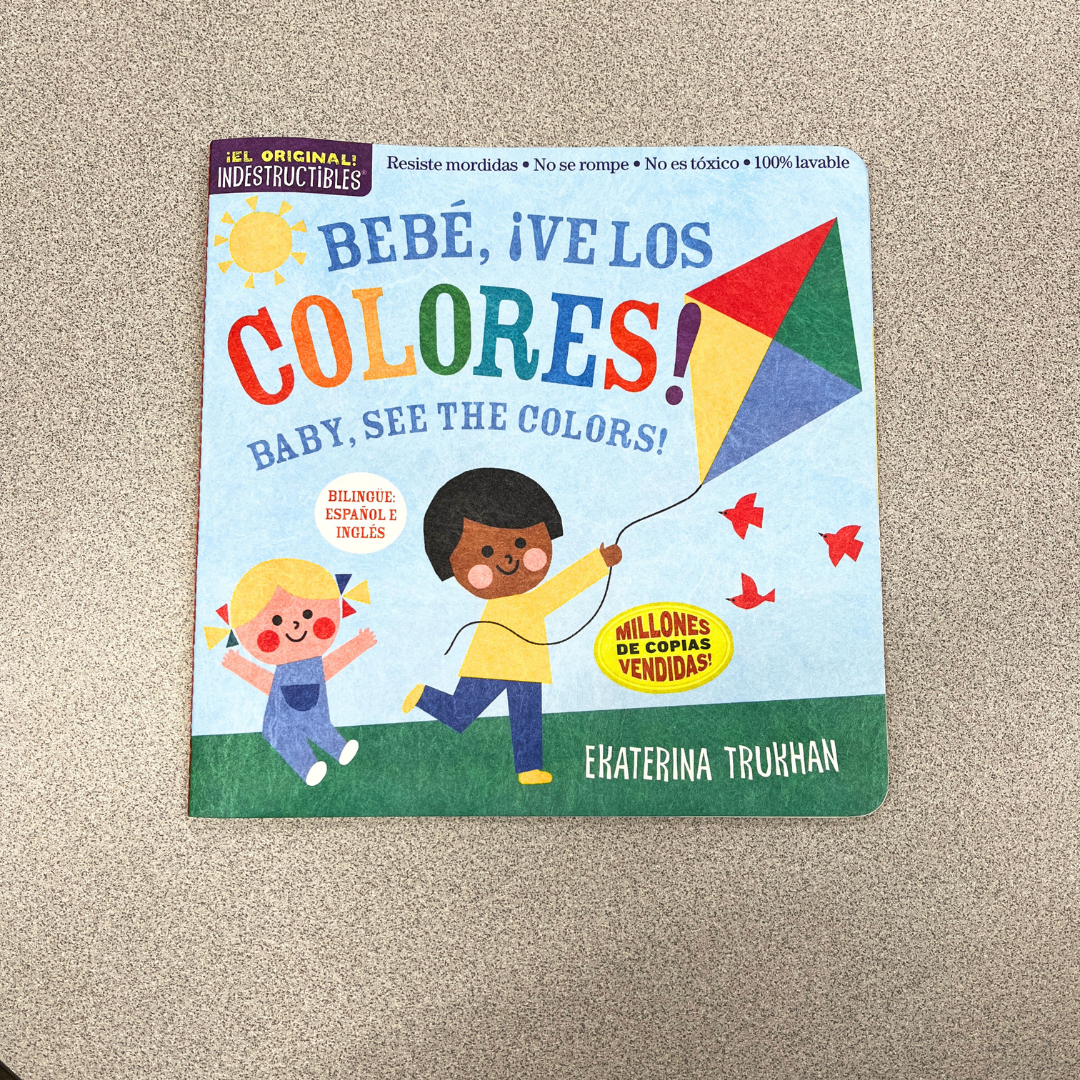 ¡EL ORIGINAL!
INDESTRUCTIBLES®
Resiste mordidas • No se rompe • No es tóxico • 100% lavable
BEBÉ, ¡VE LOS
COLORES!
BABY, SEE THE COLORS!
BILINGÜE:
ESPAÑOL E
INGLÉS
MILLONES
DE COPIAS
VENDIDAS!
EKATERINA TRUKHAN